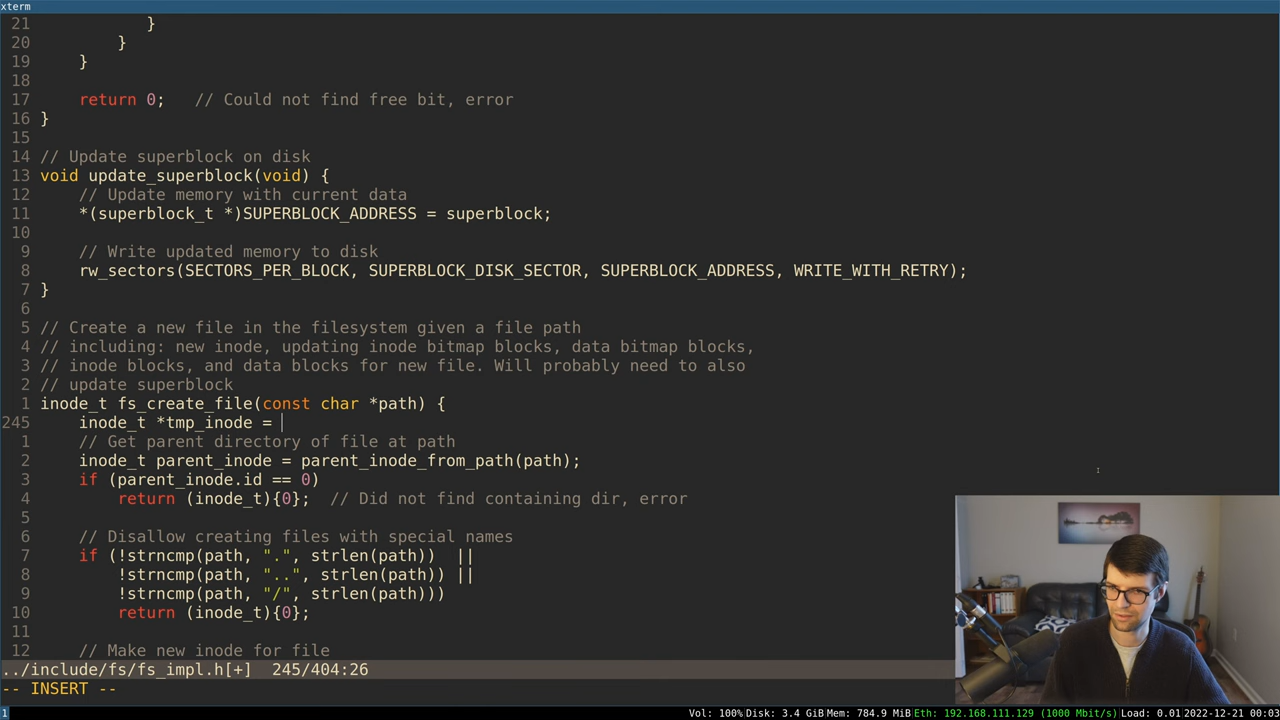 xterm
21             }
20         }
19     }
18
17     return 0;   // Could not find free bit, error
16 }
15
14 // Update superblock on disk
13 void update_superblock(void) {
12     // Update memory with current data
11     *(superblock_t *)SUPERBLOCK_ADDRESS = superblock;
10
9     // Write updated memory to disk
8     rw_sectors(SECTORS_PER_BLOCK, SUPERBLOCK_DISK_SECTOR, SUPERBLOCK_ADDRESS, WRITE_WITH_RETRY);
7 }
6
5 // Create a new file in the filesystem given a file path
4 // including: new inode, updating inode bitmap blocks, data bitmap blocks,
3 // inode blocks, and data blocks for new file. Will probably need to also
2 // update superblock
1 inode_t fs_create_file(const char *path) {
245     inode_t *tmp_inode =
1     // Get parent directory of file at path
2     inode_t parent_inode = parent_inode_from_path(path);
3     if (parent_inode.id == 0)
4         return (inode_t){0};  // Did not find containing dir, error
5
6     // Disallow creating files with special names
7     if (!strncmp(path, ".", strlen(path))  ||
8         !strncmp(path, "..", strlen(path)) ||
9         !strncmp(path, "/", strlen(path)))
10         return (inode_t){0};
11
12     // Make new inode for file
../include/fs/fs_impl.h[+]  245/404:26
-- INSERT --
1 Vol: 100% Disk: 3.4 GiB Mem: 784.9 MiB Eth: 192.168.111.129 (1000 Mbit/s) Load: 0.01 2022-12-21 00:03